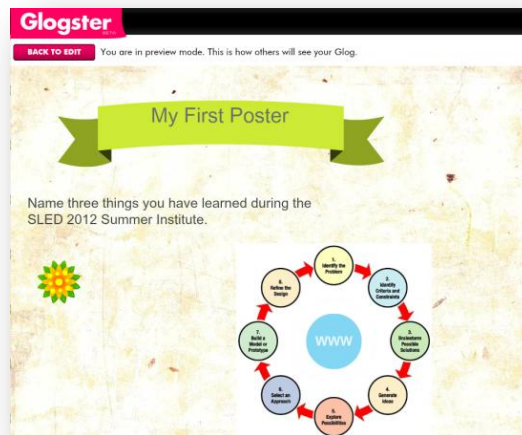 Glogster
BETA
BACK TO EDIT You are in preview mode. This is how others will see your Glog.
My First Poster
Name three things you have learned during the
SLED 2012 Summer Institute.
1.
Identify the
Problem
2.
Identify
Criteria and
Constraints
3.
Brainstorm
Possible
Solutions
4.
Generate
Ideas
5.
Explore
Possibilities
6.
Select an
Approach
7.
Build a
Model or
Prototype
8.
Refine the
Design
WWW